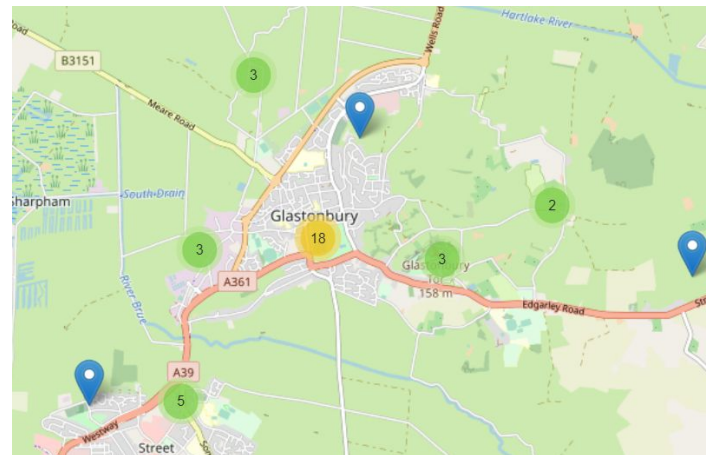 Hartlake River
Road
Wells Road
B3151
3
Meare Road
South Drain
Sharpham
2
Glastonbury
18
3
3
Glastonbury
Tor
158 m
A361
River Brue
Edgarley Road
A39
5
Westway
Street